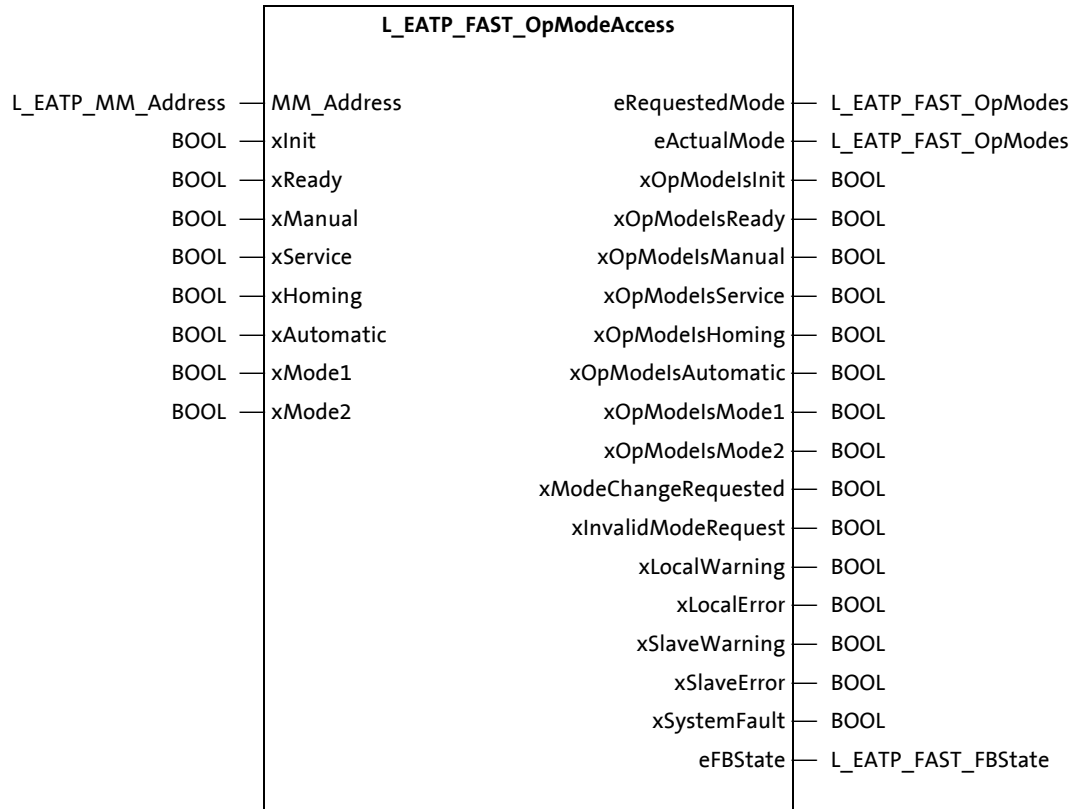 L_EATP_FAST_OpModeAccess
L_EATP_MM_Address MM_Address eRequestedMode L_EATP_FAST_OpModes
BOOL xInit eActualMode L_EATP_FAST_OpModes
BOOL xReady xOpModeIsInit BOOL
BOOL xManual xOpModeIsReady BOOL
BOOL xService xOpModeIsManual BOOL
BOOL xHoming xOpModeIsService BOOL
BOOL xAutomatic xOpModeIsHoming BOOL
BOOL xMode1 xOpModeIsAutomatic BOOL
BOOL xMode2 xOpModeIsMode1 BOOL
xOpModeIsMode2 BOOL
xModeChangeRequested BOOL
xInvalidModeRequest BOOL
xLocalWarning BOOL
xLocalError BOOL
xSlaveWarning BOOL
xSlaveError BOOL
xSystemFault BOOL
eFBState L_EATP_FAST_FBState